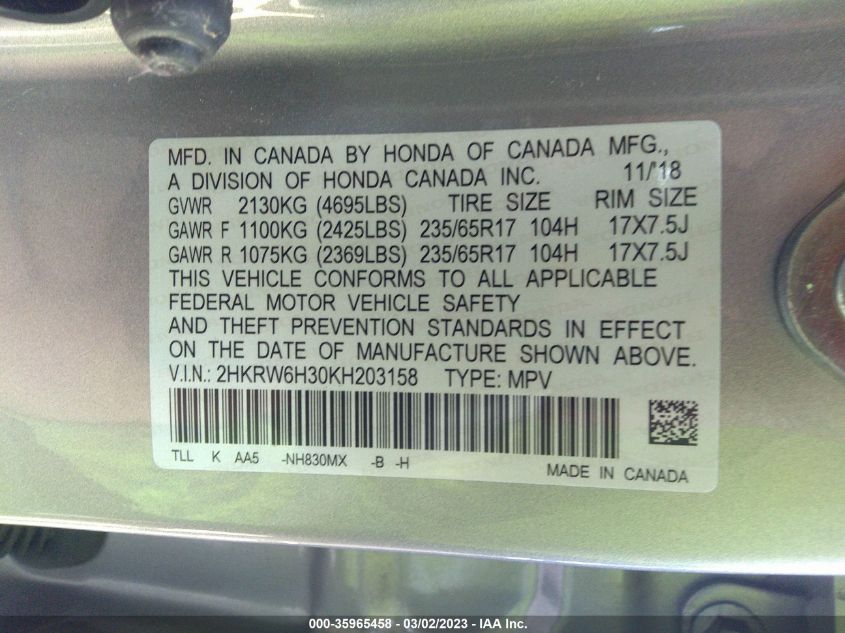 MFD. IN CANADA BY HONDA OF CANADA MFG.,
A DIVISION OF HONDA CANADA INC. 11/'18
GVWR 2130KG (4695LBS) TIRE SIZE RIM SIZE
GAWR F 1100KG (2425LBS) 235/65R17 104H 17X7.5J
GAWR R 1075KG (2369LBS) 235/65R17 104H 17X7.5J
THIS VEHICLE CONFORMS TO ALL APPLICABLE
FEDERAL MOTOR VEHICLE SAFETY
AND THEFT PREVENTION STANDARDS IN EFFECT
ON THE DATE OF MANUFACTURE SHOWN ABOVE.
V.I.N.: 2HKRW6H30KH203158 TYPE: MPV
TLL K AA5 -NH830MX -B -H
MADE IN CANADA
000-35965458 - 03/02/2023 - IAA Inc.